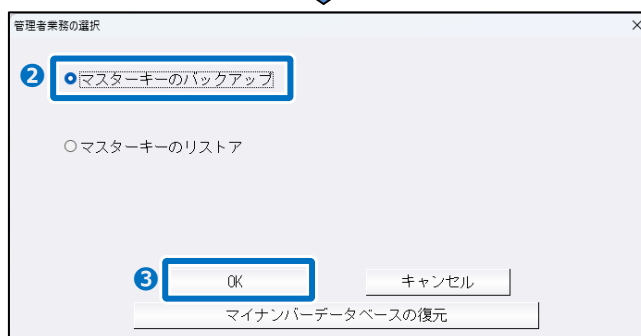 管理者業務の選択
❷ マスターキーのバックアップ
マスターキーのリストア
❸ OK キャンセル
マイナンバーデータベースの復元